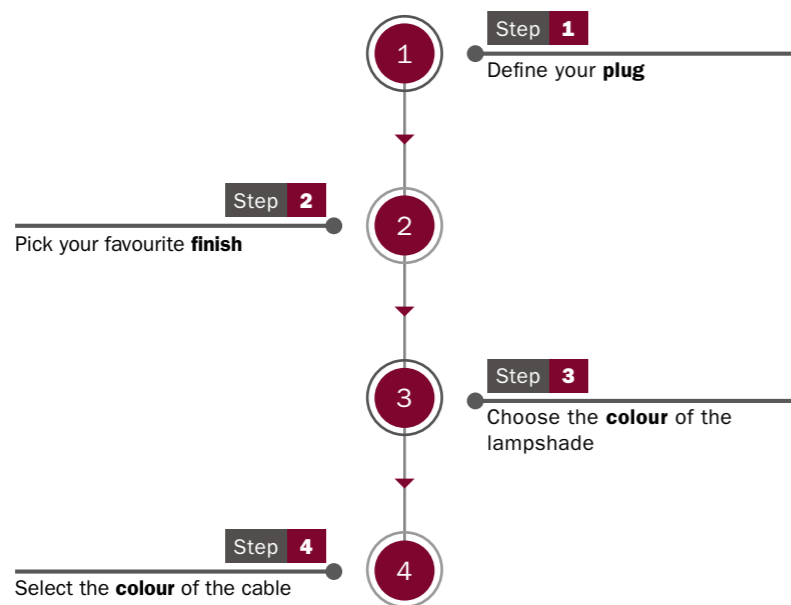 1
Step 1
Define your plug
Step 2
2
Pick your favourite finish
3
Step 3
Choose the colour of the
lampshade
Step 4
4
Select the colour of the cable